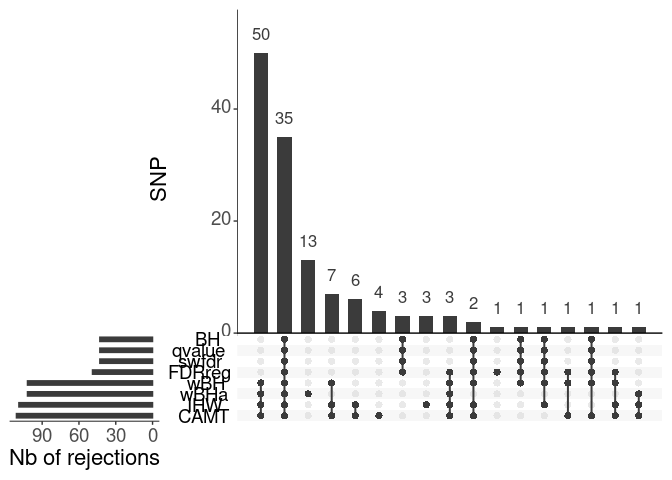 50
35
13
7
6
4
3
3
3
2
1
1
1
1
1
1
1
40
20
0
SNP
BH
qvalue
swfdr
FDRreg
wBH
wBHa
IHW
CAMT
90 60 30 0
Nb of rejections